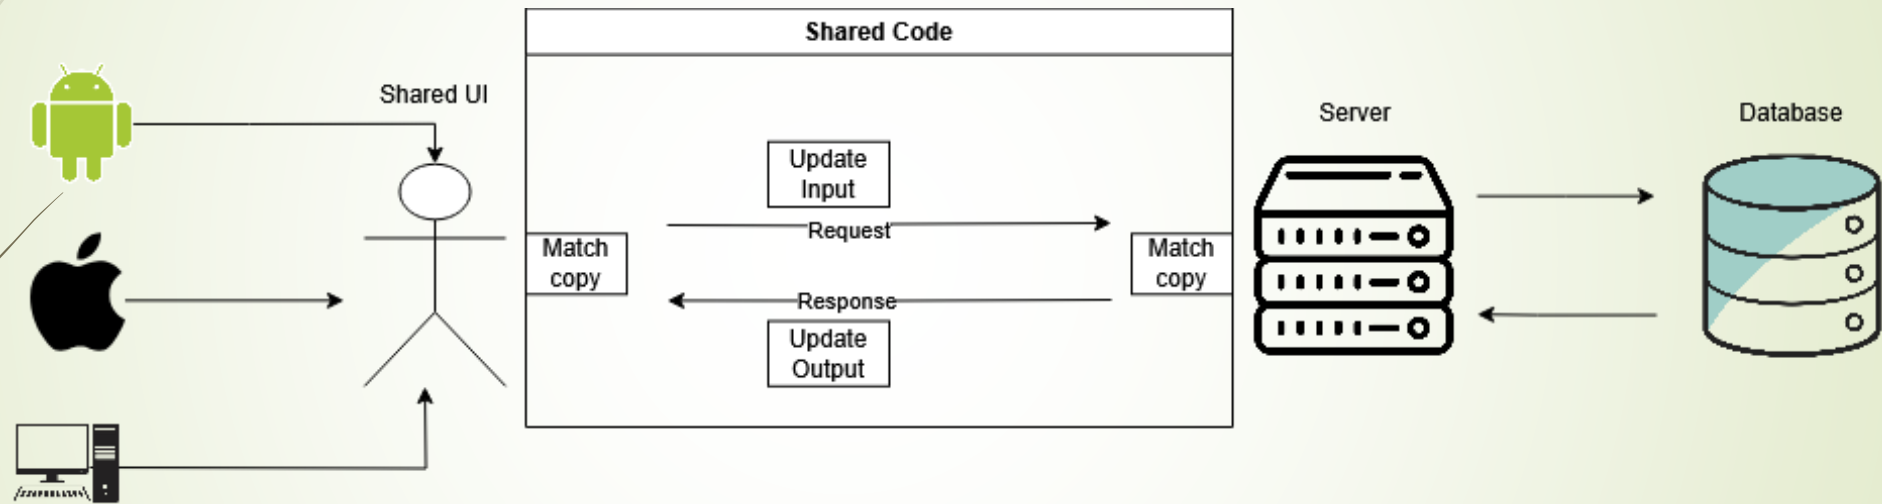 Shared Code
Shared UI
Server
Database
Update
Input
Request
Match
copy
Match
copy
Response
Update
Output